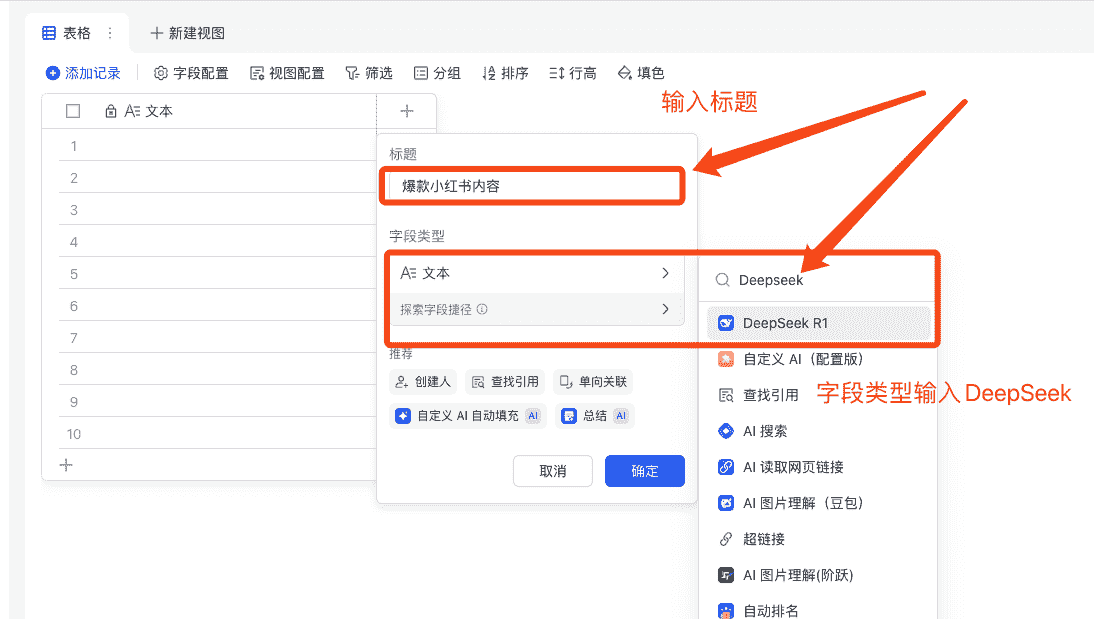 表格
新建视图
添加记录 字段配置 视图配置 筛选 分组 排序 行高 填色
文本
输入标题
1
2
3
4
5
6
7
8
9
10
标题
爆款小红书内容
字段类型
文本
探索字段捷径
推荐
创建人 查找引用 单向关联
自定义 AI 自动填充 AI 总结 AI
取消 确定
Deepseek
DeepSeek R1
自定义 AI（配置版）
查找引用
字段类型输入DeepSeek
AI 搜索
AI 读取网页链接
AI 图片理解（豆包）
超链接
AI 图片理解(阶跃)
自动排名